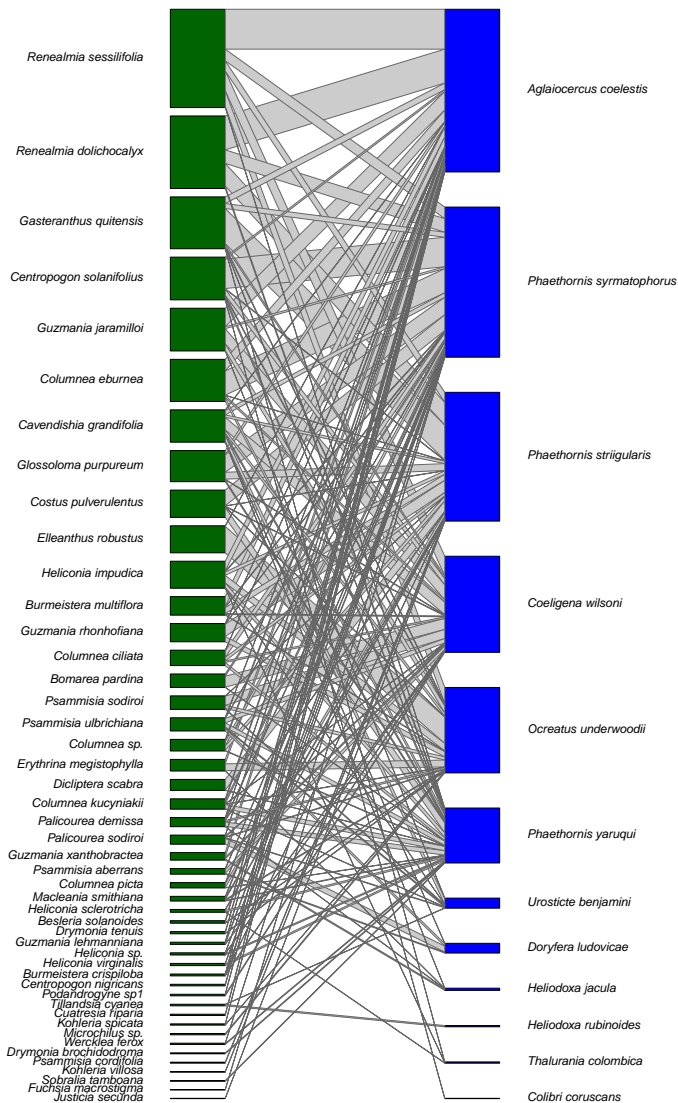 Renealmia sessilifolia
Renealmia dolichocalyx
Gasteranthus quitensis
Centropogon solanifolius
Guzmania jaramilloi
Columnea eburnea
Cavendishia grandifolia
Glossoloma purpureum
Costus pulverulentus
Elleanthus robustus
Heliconia impudica
Burmeistera multiflora
Guzmania rhonhofiana
Columnea ciliata
Bomarea pardina
Psammisia sodiroi
Psammisia ulbrichiana
Columnea sp.
Erythrina megistophylla
Dicliptera scabra
Columnea kucyniakii
Palicourea demissa
Palicourea sodiroi
Guzmania xanthobractea
Psammisia aberrans
Columnea picta
Macleania smithiana
Heliconia sclerotricha
Besleria solanoides
Drymonia tenuis
Guzmania lehmanniana
Heliconia sp.
Heliconia virginalis
Burmeistera crispiloba
Centropogon nigricans
Podandrogyne sp1
Tillandsia cyanea
Cuatresia riparia
Kohleria spicata
Microchilus sp.
Wercklea ferox
Drymonia brochidodroma
Psammisia cordifolia
Kohleria villosa
Sobralia tamboana
Fuchsia macrostigma
Justicia secunda
Aglaiocercus coelestis
Phaethornis syrmatophorus
Phaethornis striigularis
Coeligena wilsoni
Ocreatus underwoodii
Phaethornis yaruqui
Urosticte benjamini
Doryfera ludovicae
Heliodoxa jacula
Heliodoxa rubinoides
Thalurania colombica
Colibri coruscans